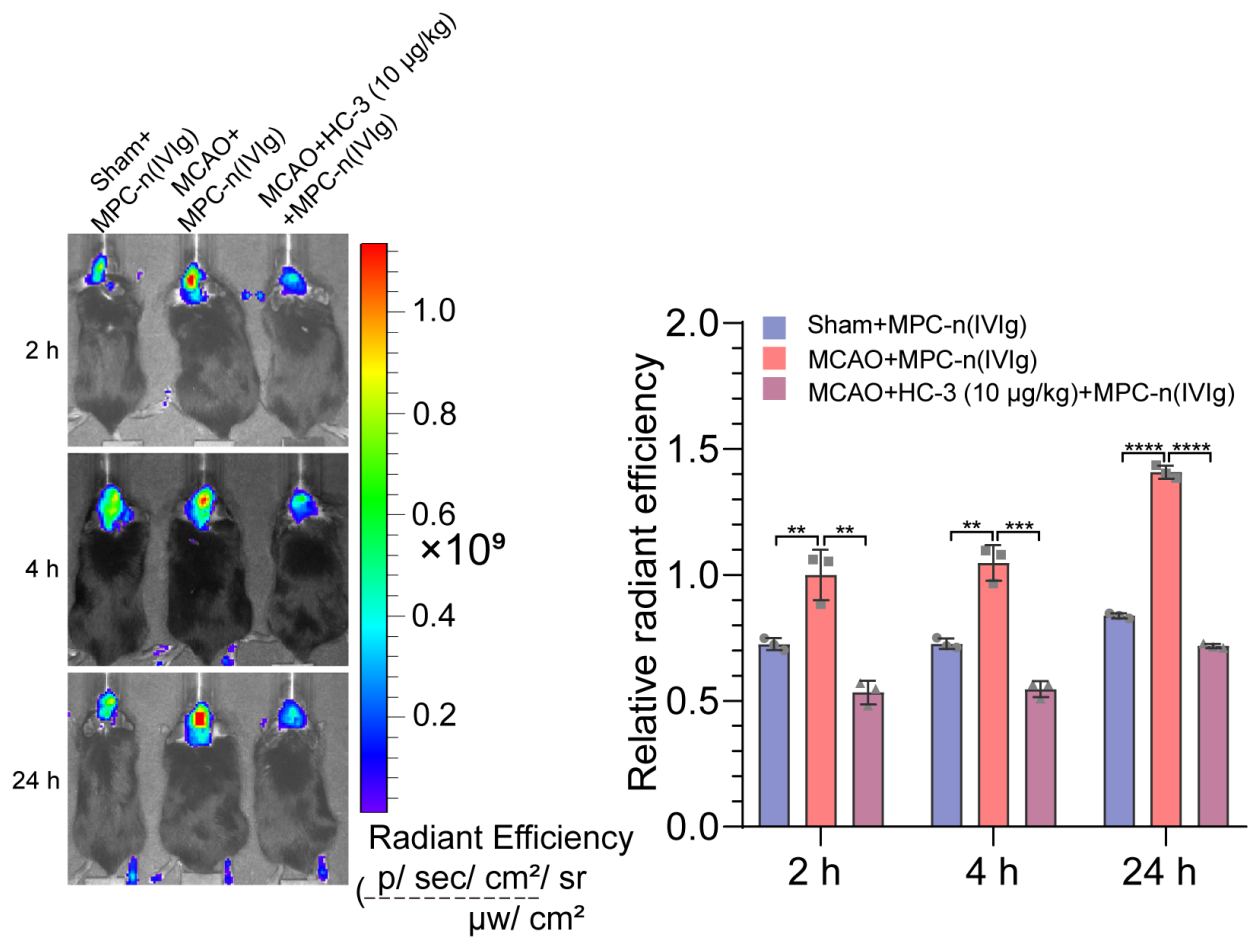 Sham+
MPC-n(IVIg)
MCAO+
MPC-n(IVIg)
MCAO+HC-3 (10 µg/kg)
+MPC-n(IVIg)
2 h
4 h
24 h
1.0
0.8
0.6
×10⁹
0.4
0.2
Radiant Efficiency
(p/ sec/ cm²/ sr
µw/ cm²
Relative radiant efficiency
2.0
1.5
1.0
0.5
0.0
Sham+MPC-n(IVIg)
MCAO+MPC-n(IVIg)
MCAO+HC-3 (10 µg/kg)+MPC-n(IVIg)
** **
** ***
**** ****
2 h 4 h 24 h